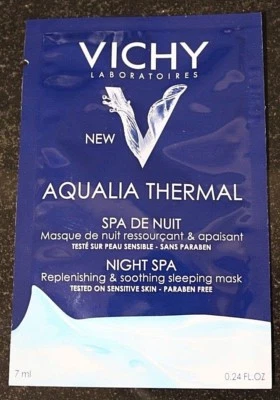 VICHY
LABORATOIRES
NEW
AQUALIA THERMAL
SPA DE NUIT
Masque de nuit ressourçant & apaisant
TESTÉ SUR PEAU SENSIBLE - SANS PARABEN
NIGHT SPA
Replenishing & soothing sleeping mask
TESTED ON SENSITIVE SKIN - PARABEN FREE
7 ml 0.24 FL.OZ